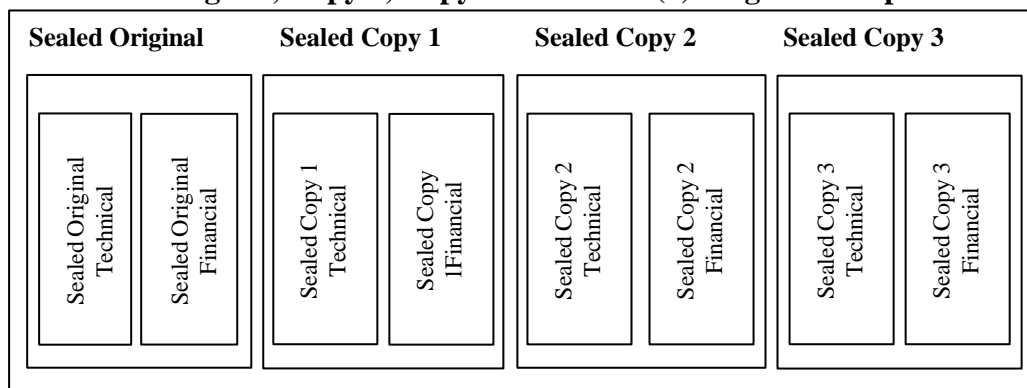 Sealed Original
Sealed Copy 1
Sealed Copy 2
Sealed Copy 3
Sealed Original
Technical
Sealed Original
Financial
Sealed Copy 1
Technical
Sealed Copy
1Financial
Sealed Copy 2
Technical
Sealed Copy 2
Financial
Sealed Copy 3
Technical
Sealed Copy 3
Financial